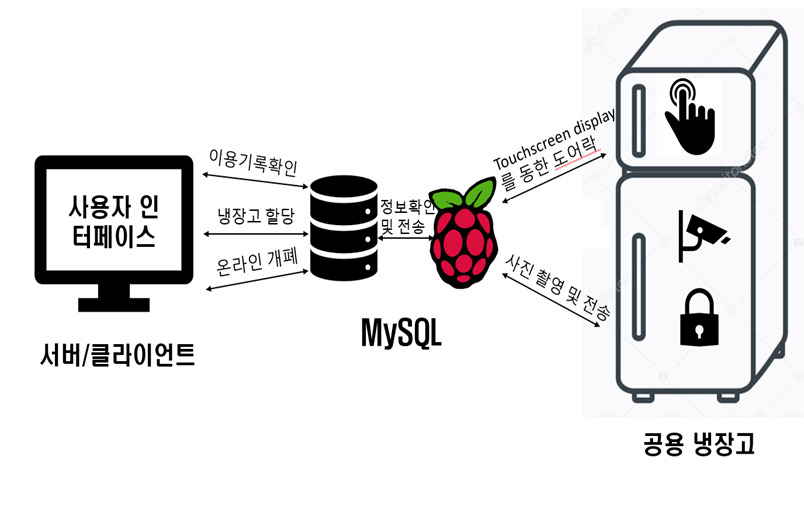 사용자 인
터페이스
서버/클라이언트
이용기록확인
냉장고 할당
온라인 개폐
MySQL
정보확인
및 전송
Touchscreen display
를 동한 도어락
사진 촬영 및 전송
공용 냉장고